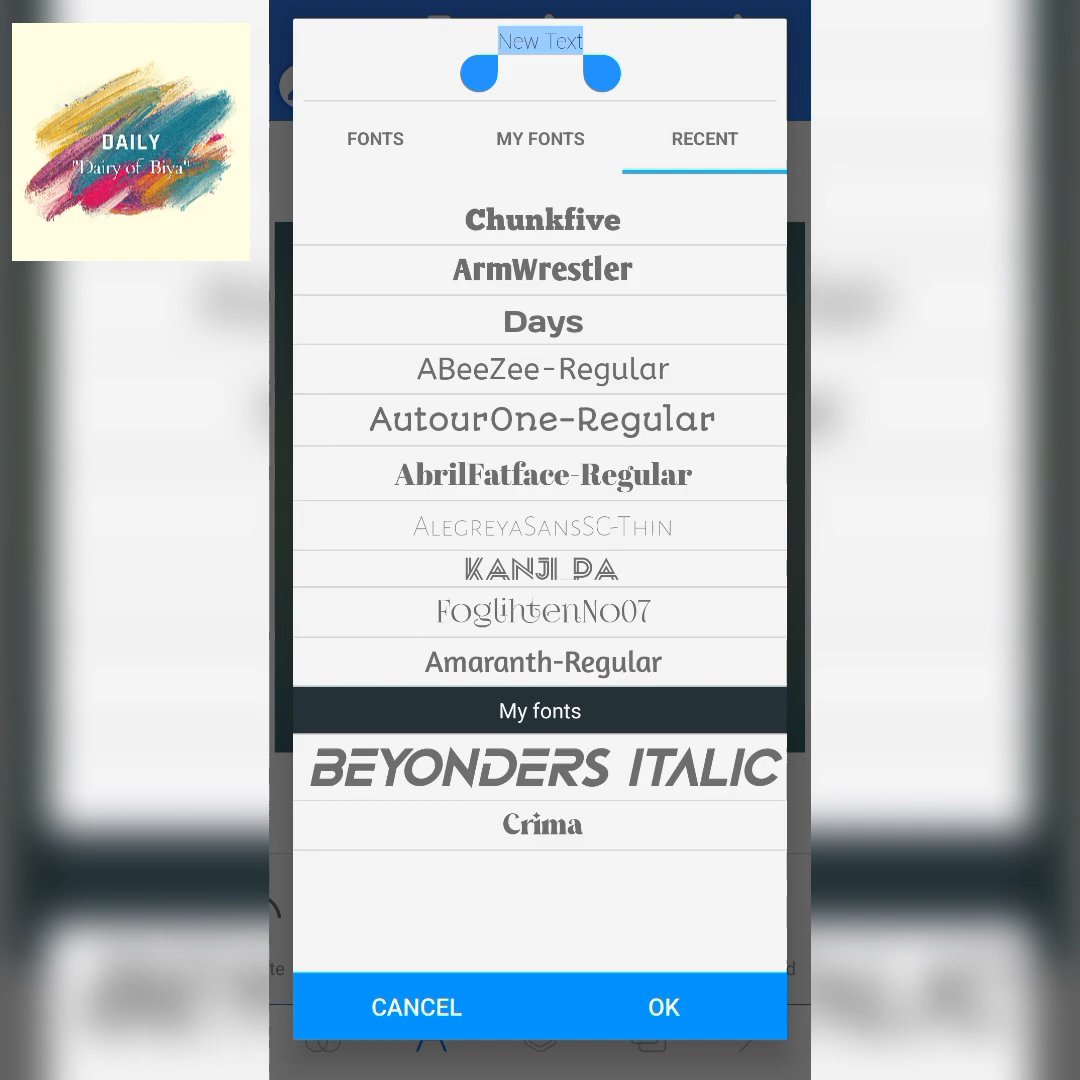 DAILY
"Dairy of Biya"
New Text
FONTS
MY FONTS
RECENT
Chunkfive
ArmWrestler
Days
ABeeZee-Regular
AutourOne-Regular
AbrilFatface-Regular
AlegreyaSansSC-Thin
KANJI PA
FoglihtenNo07
Amaranth-Regular
My fonts
BEYONDERS ITALIC
Crima
te
d
CANCEL
OK